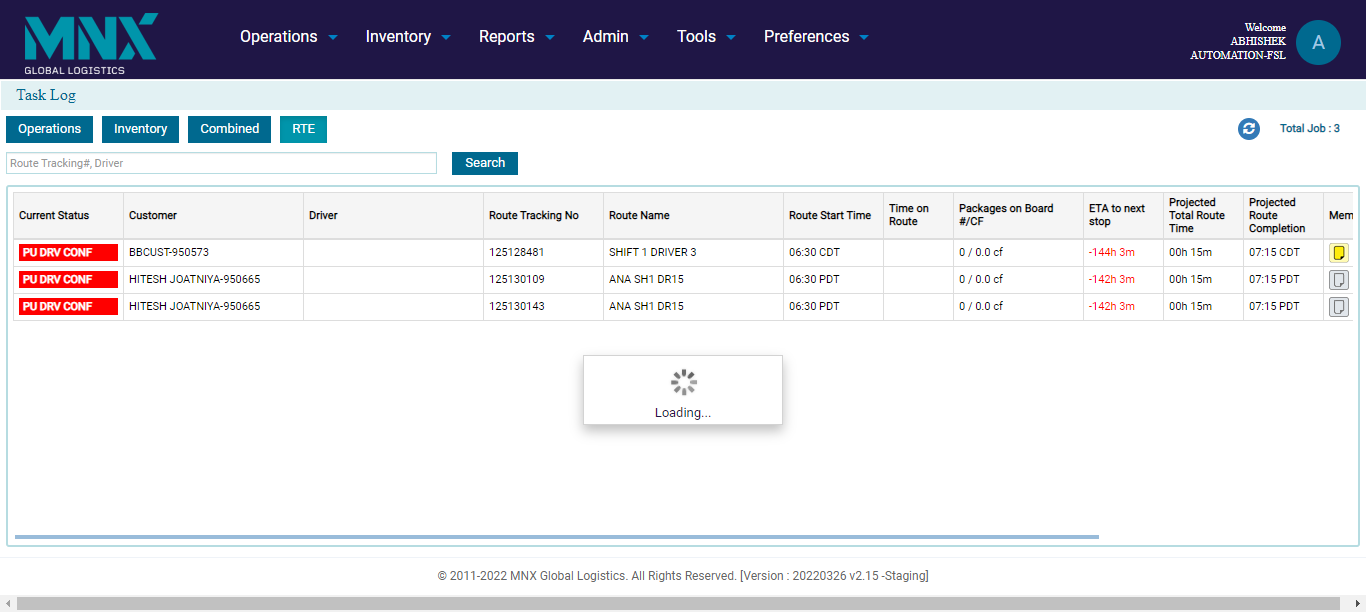 MNX
GLOBAL LOGISTICS
Operations Inventory Reports Admin Tools Preferences
Welcome
ABHISHEK
AUTOMATION-FSL
A
Task Log
Operations Inventory Combined RTE
Total Job : 3
Route Tracking#, Driver
Search
Current Status Customer Driver Route Tracking No Route Name Route Start Time Time on Route Packages on Board #/CF ETA to next stop Projected Total Route Time Projected Route Completion Mem
PU DRV CONF BBCUST-950573 125128481 SHIFT 1 DRIVER 3 06:30 CDT 0 / 0.0 cf -144h 3m 00h 15m 07:15 CDT
PU DRV CONF HITESH JOATNIYA-950665 125130109 ANA SH1 DR15 06:30 PDT 0 / 0.0 cf -142h 3m 00h 15m 07:15 PDT
PU DRV CONF HITESH JOATNIYA-950665 125130143 ANA SH1 DR15 06:30 PDT 0 / 0.0 cf -142h 3m 00h 15m 07:15 PDT
Loading...
© 2011-2022 MNX Global Logistics. All Rights Reserved. [Version : 20220326 v2.15 -Staging]